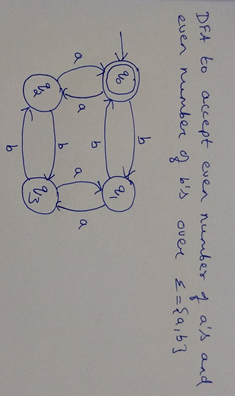 DFA to accept even number of a's and
even number of b's over Σ={a,b}
q0
b
q1
b
a
a
a
a
q2
b
q3
b